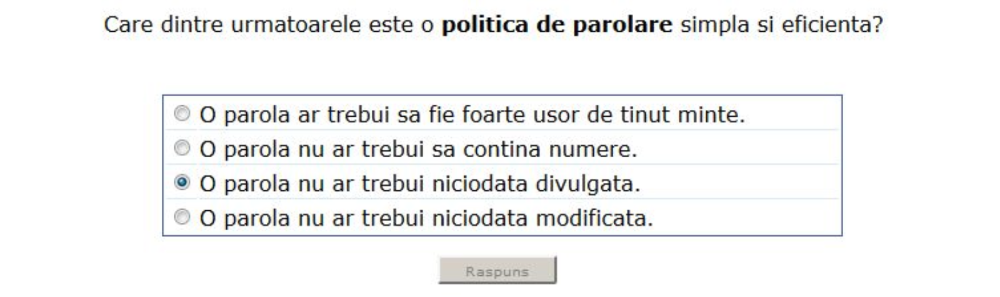 Care dintre urmatoarele este o politica de parolare simpla si eficienta?
O parola ar trebui sa fie foarte usor de tinut minte.
O parola nu ar trebui sa contina numere.
O parola nu ar trebui niciodata divulgata.
O parola nu ar trebui niciodata modificata.
Raspuns